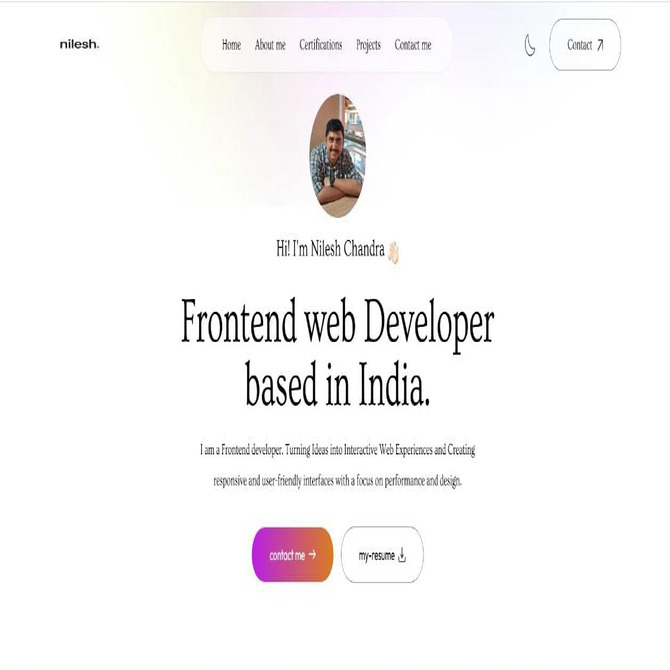 nilesh.
Home About me Certifications Projects Contact me
Contact
Hi! I'm Nilesh Chandra
Frontend web Developer
based in India.
I am a Frontend developer. Turning Ideas into Interactive Web Experiences and Creating
responsive and user-friendly interfaces with a focus on performance and design.
contact me
my-resume